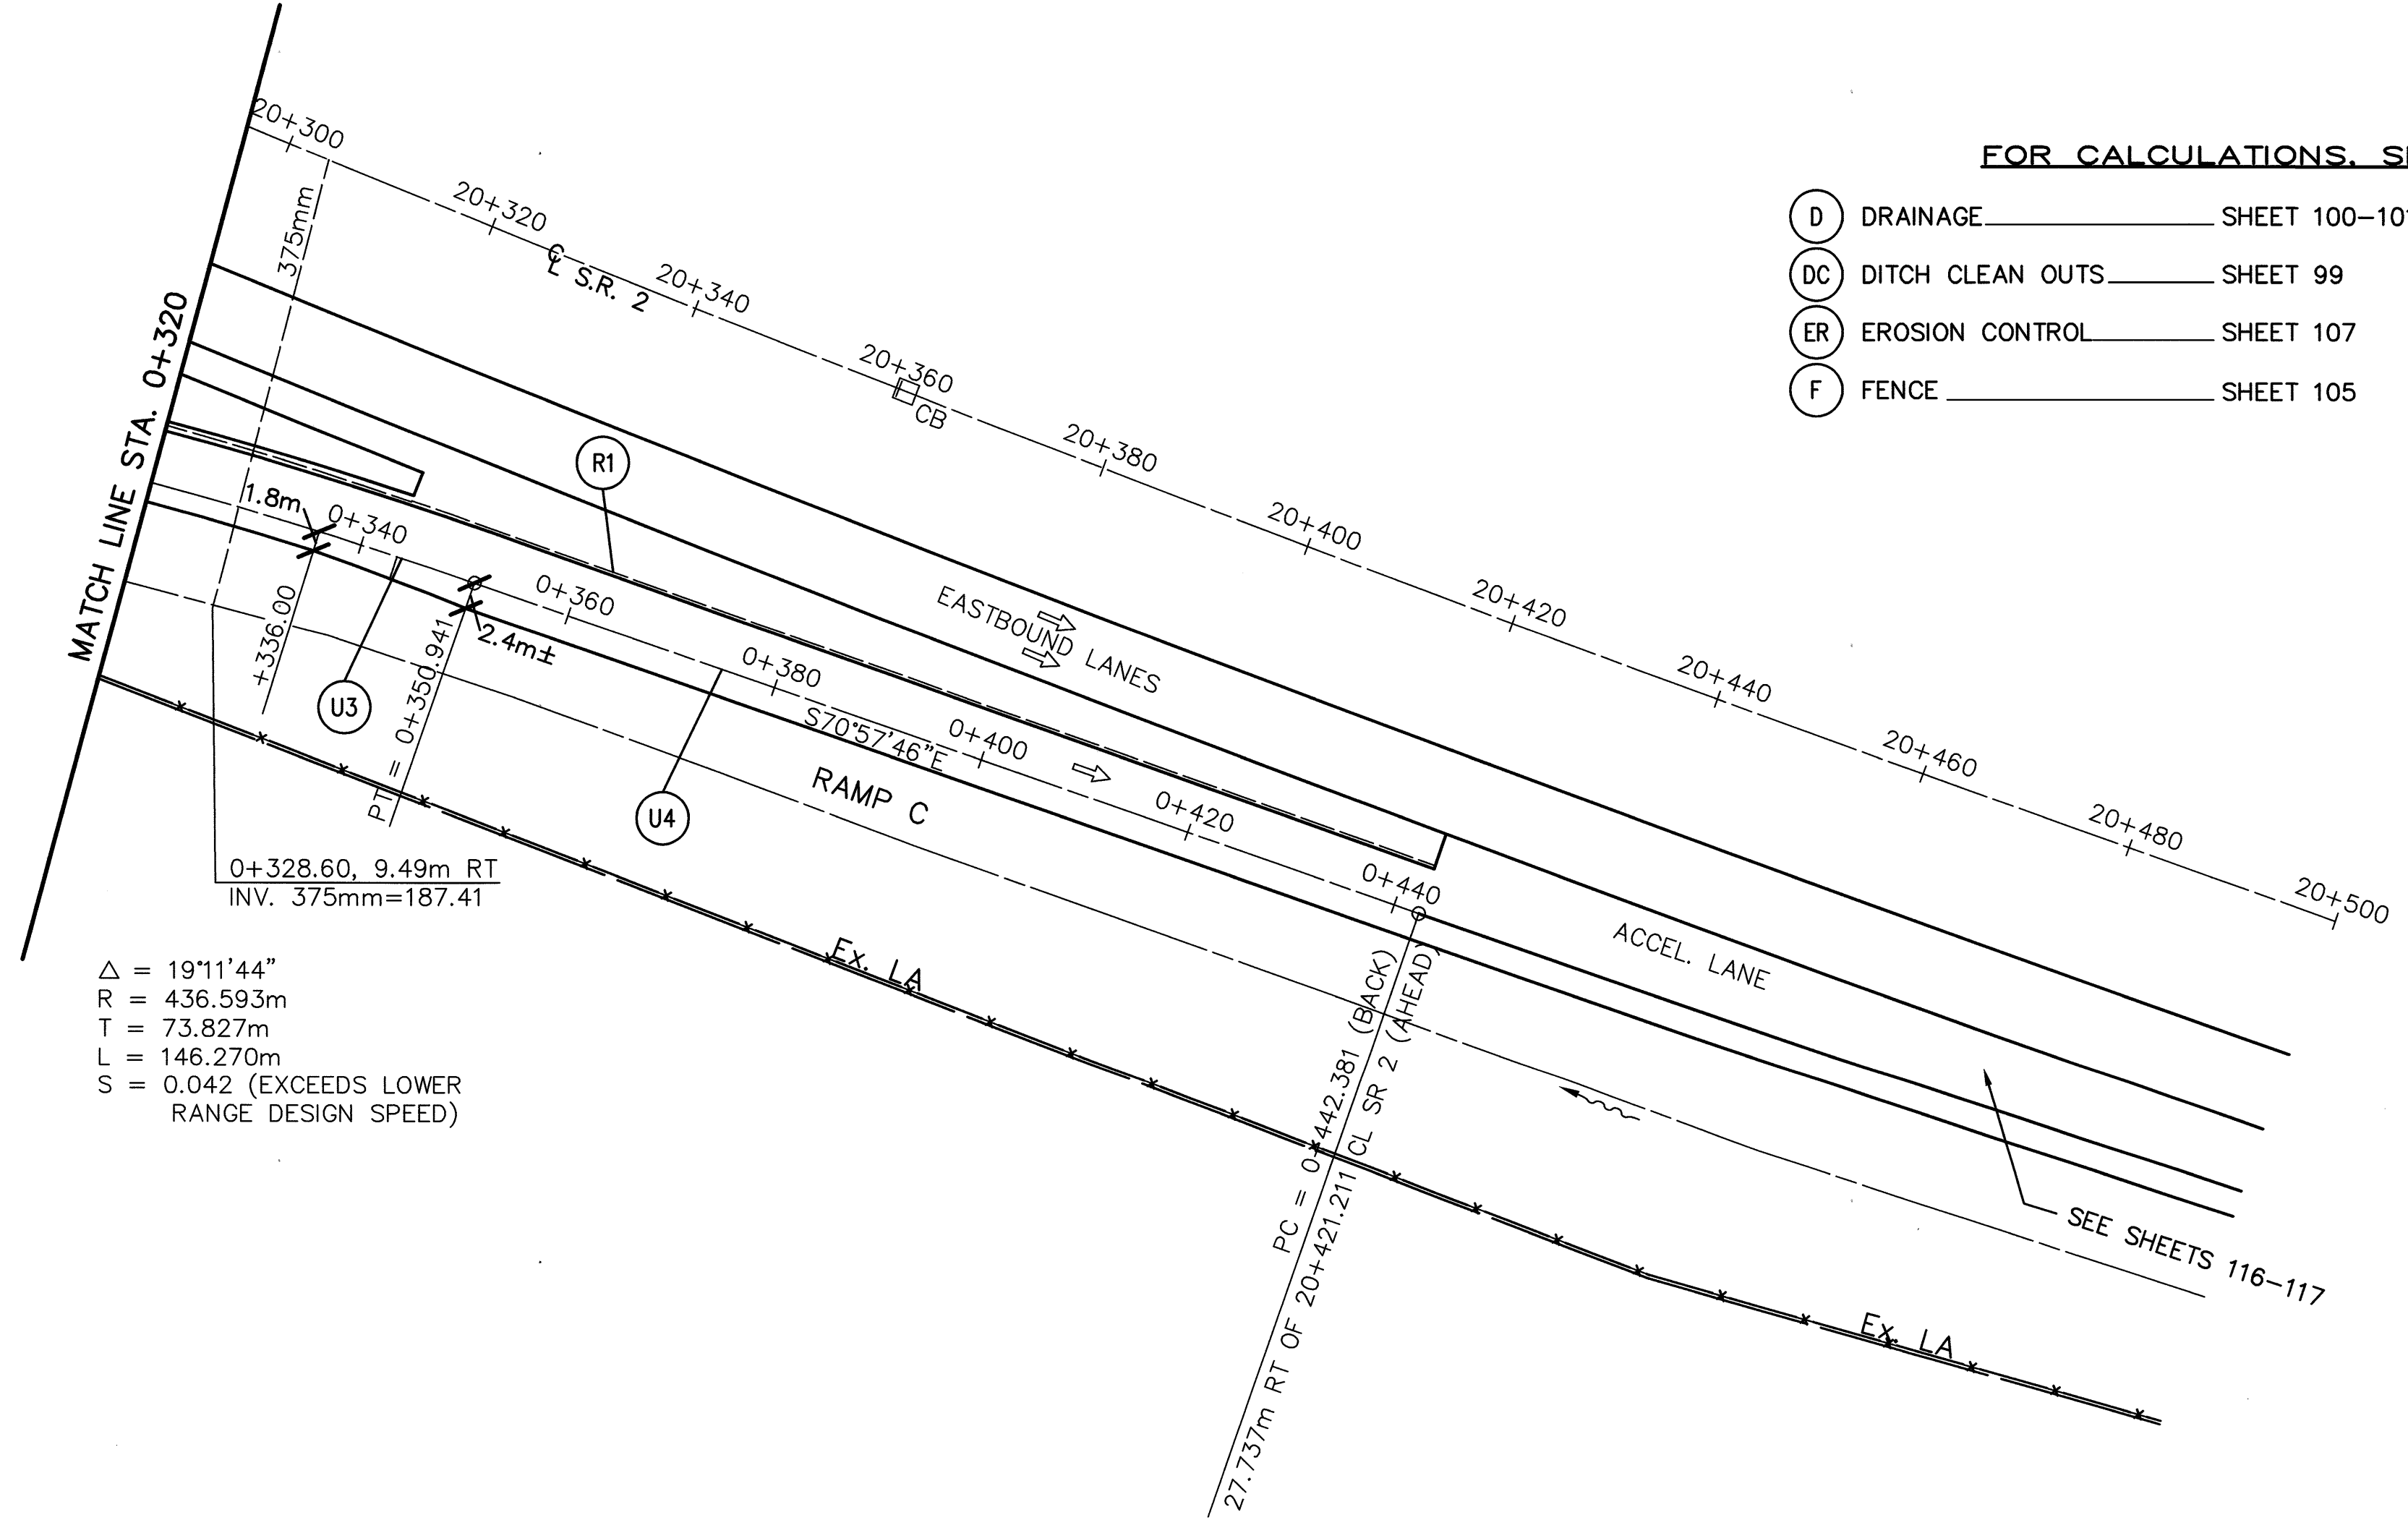 20+300
20+320
20+340
20+360
20+380
20+400
20+420
20+440
20+460
20+480
20+500
375mm
℄ S.R. 2
CB
FOR CALCULATIONS,
D DRAINAGE SHEET 100-10
DC DITCH CLEAN OUTS SHEET 99
ER EROSION CONTROL SHEET 107
F FENCE SHEET 105
MATCH LINE STA. 0+320
R1
1.8m
0+340
0+360
0+380
0+400
0+420
0+440
EASTBOUND LANES
+336.00
U3
PT = 0+350.941
2.4m±
U4
S70°57'46"E
RAMP C
ACCEL. LANE
0+328.60, 9.49m RT
INV. 375mm=187.41
△ = 19°11'44"
R = 436.593m
T = 73.827m
L = 146.270m
S = 0.042 (EXCEEDS LOWER
RANGE DESIGN SPEED)
Ex. LA
PC = 0+442.381 (BACK)
27.737m RT OF 20+421.211 CL SR 2 (AHEAD)
SEE SHEETS 116-117
Ex. LA